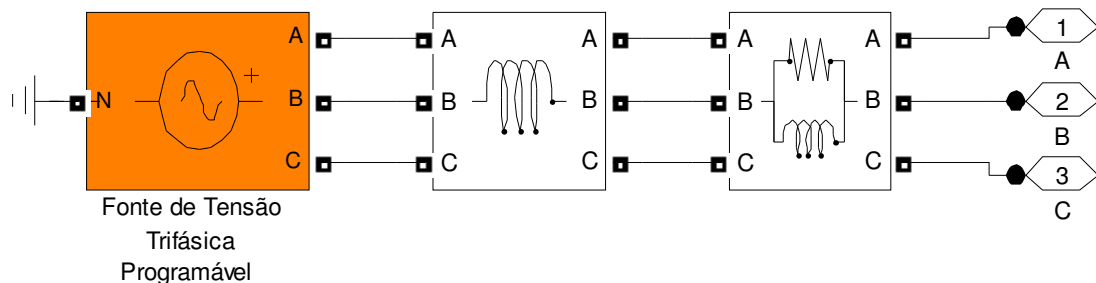 A A A A 1
A
N B B B B B 2
B
C C C C C 3
C
Fonte de Tensão
Trifásica
Programável